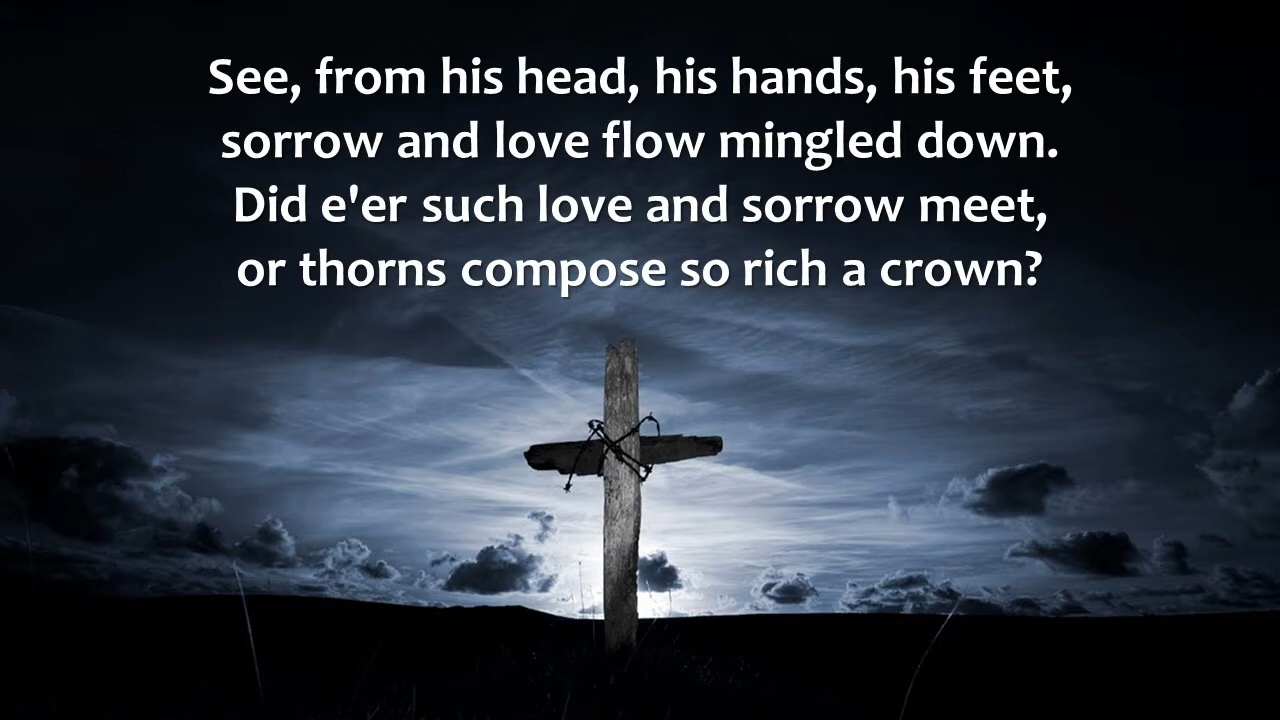 See, from his head, his hands, his feet,
sorrow and love flow mingled down.
Did e'er such love and sorrow meet,
or thorns compose so rich a crown?